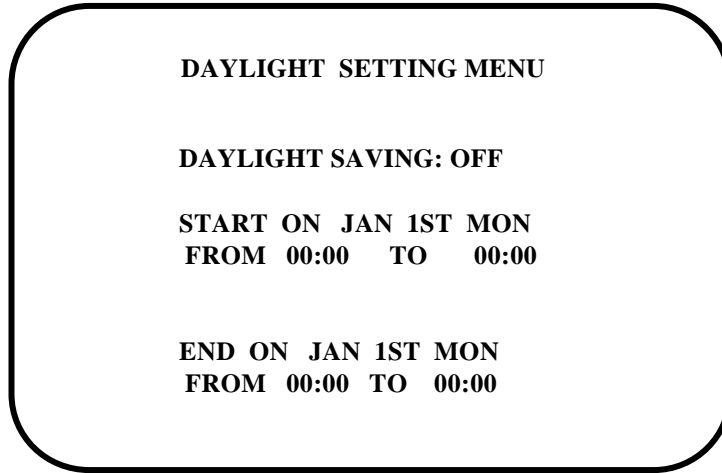 DAYLIGHT SETTING MENU
DAYLIGHT SAVING: OFF
START ON JAN 1ST MON
FROM 00:00 TO 00:00
END ON JAN 1ST MON
FROM 00:00 TO 00:00